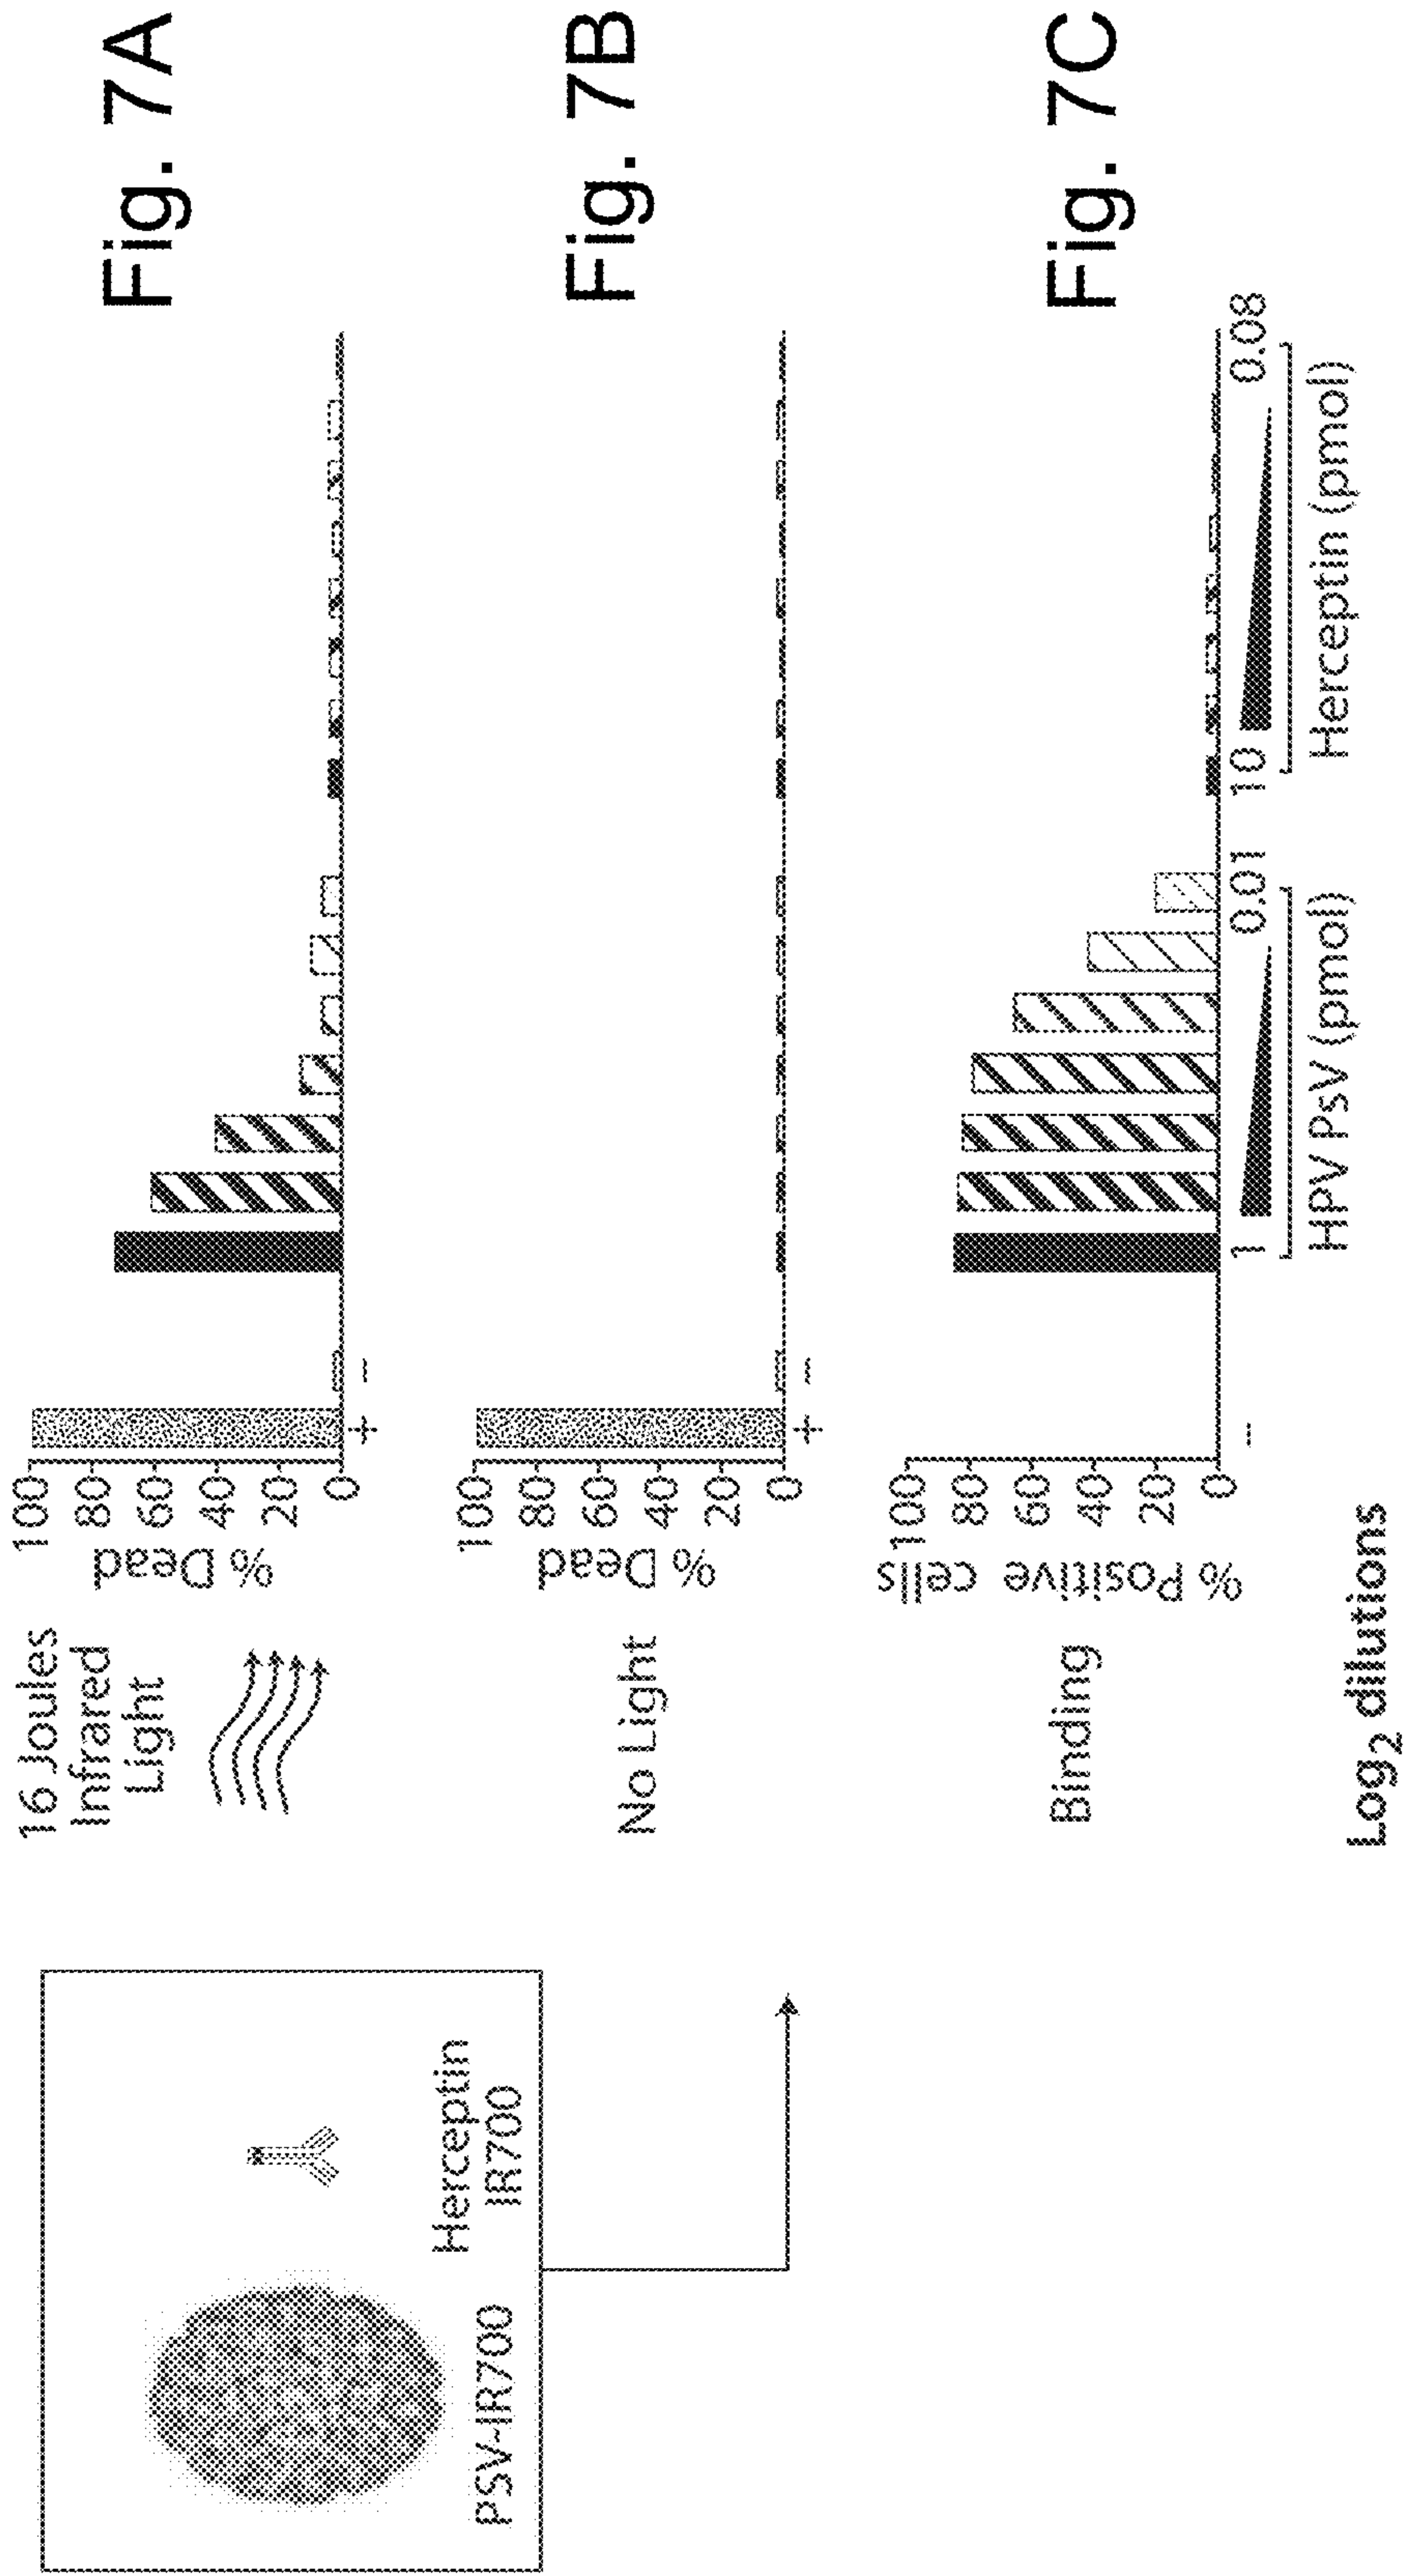 PSV-IR700
Herceptin
IR700
16 Joules
Infrared
Light
% Dead
100
80
60
40
20
0
+
–
Fig. 7A
No Light
% Dead
100
80
60
40
20
0
+
–
Fig. 7B
Binding
% Positive cells
100
80
60
40
20
0
–
1
0.01
10
0.08
HPV PsV (pmol)
Herceptin (pmol)
Fig. 7C
Log2 dilutions